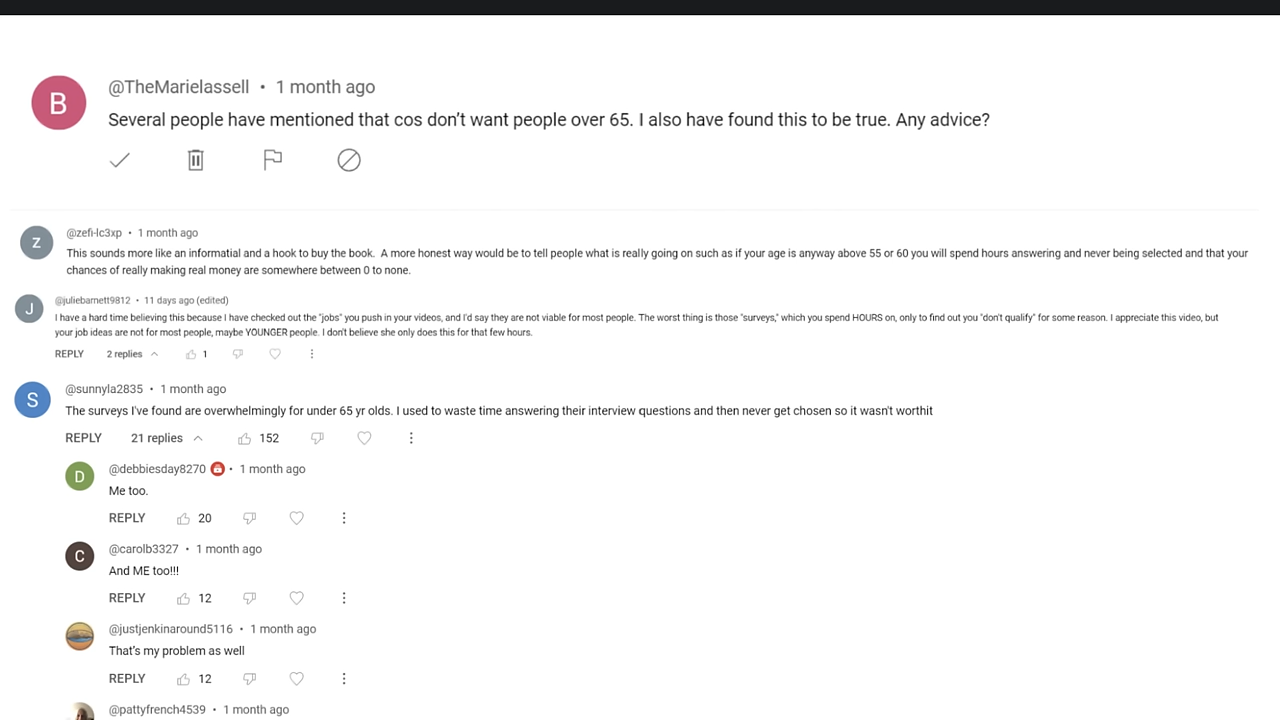 B
@TheMarielassell • 1 month ago
Several people have mentioned that cos don't want people over 65. I also have found this to be true. Any advice?
Z
@zefi-lc3xp • 1 month ago
This sounds more like an informatial and a hook to buy the book. A more honest way would be to tell people what is really going on such as if your age is anyway above 55 or 60 you will spend hours answering and never being selected and that your
chances of really making real money are somewhere between 0 to none.
J
@juliebarnett9812 • 11 days ago (edited)
I have a hard time believing this because I have checked out the "jobs" you push in your videos, and I'd say they are not viable for most people. The worst thing is those "surveys," which you spend HOURS on, only to find out you "don't qualify" for some reason. I appreciate this video, but
your job ideas are not for most people, maybe YOUNGER people. I don't believe she only does this for that few hours.
REPLY 2 replies 1
S
@sunnyla2835 • 1 month ago
The surveys I've found are overwhelmingly for under 65 yr olds. I used to waste time answering their interview questions and then never get chosen so it wasn't worthit
REPLY 21 replies 152
D
@debbiesday8270 • 1 month ago
Me too.
REPLY 20
C
@carolb3327 • 1 month ago
And ME too!!!
REPLY 12
@justjenkinaround5116 • 1 month ago
That's my problem as well
REPLY 12
@pattyfrench4539 • 1 month ago